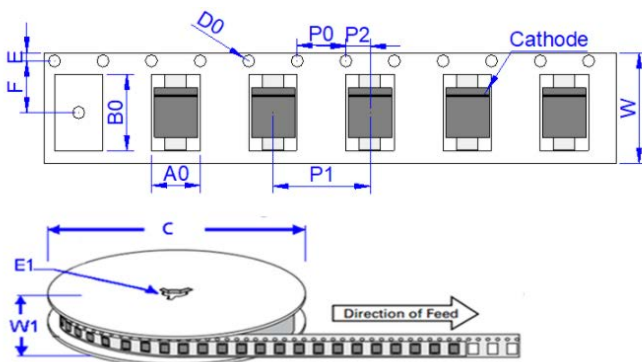 D0
P0
P2
Cathode
E
F
B0
W
A0
P1
C
E1
W1
Direction of Feed